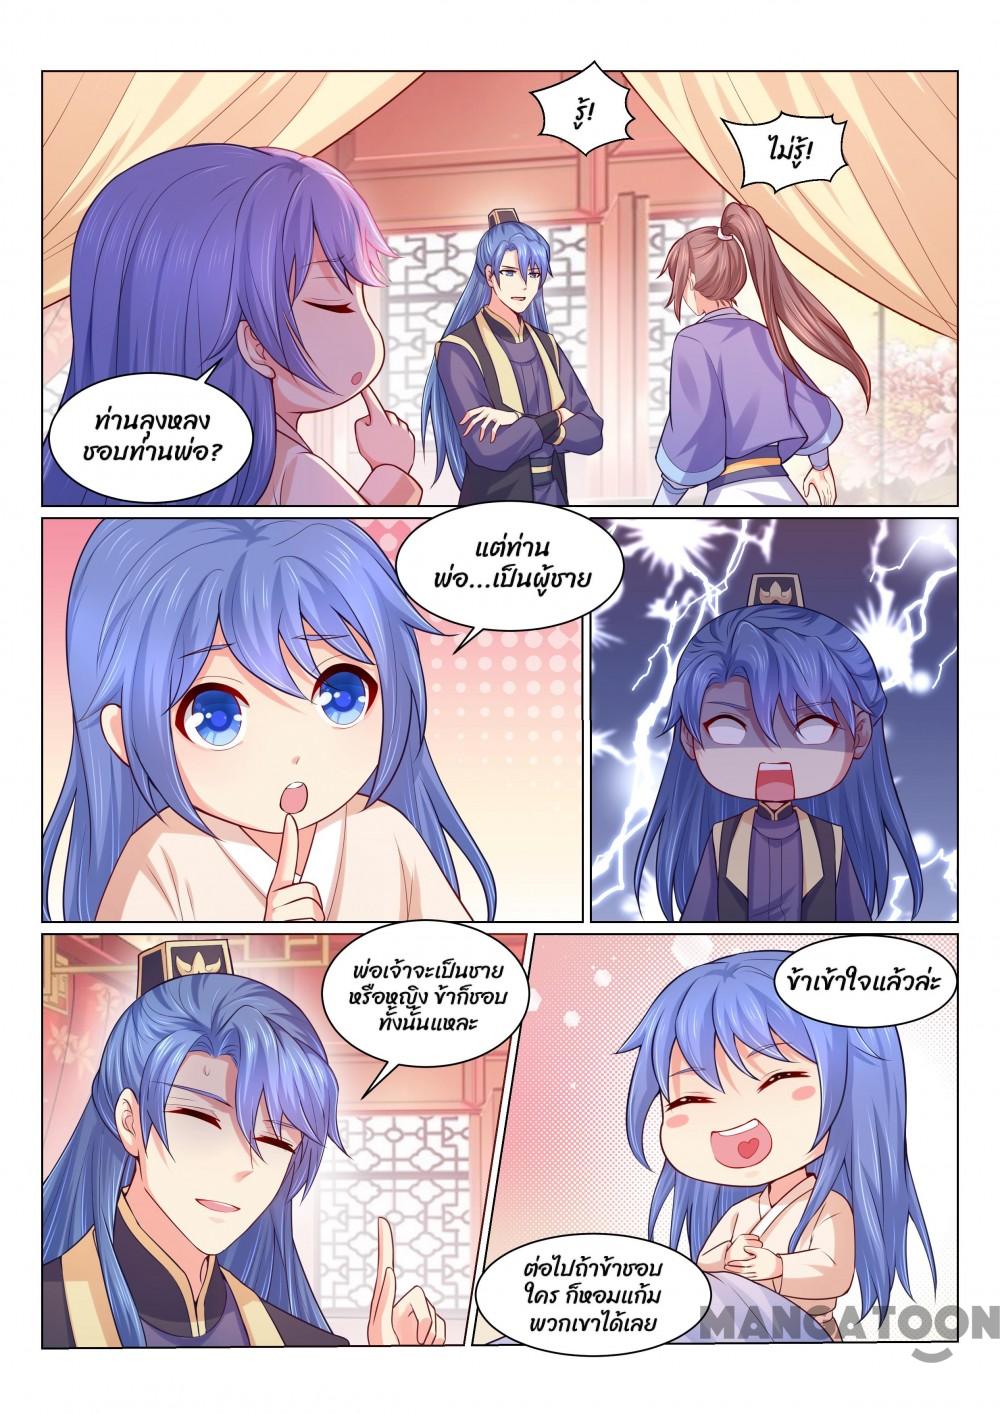 รู้!
ไม่รู้!
ท่านลุงหลง
ชอบท่านพ่อ?
แต่ท่าน
พ่อ...เป็นผู้ชาย
พ่อเจ้าจะเป็นชาย
หรือหญิง ข้าก็ชอบ
ทั้งนั้นแหละ
ข้าเข้าใจแล้วล่ะ
ต่อไปถ้าข้าชอบ
ใคร ก็หอมแก้ม
พวกเขาได้เลย
MANGATOON